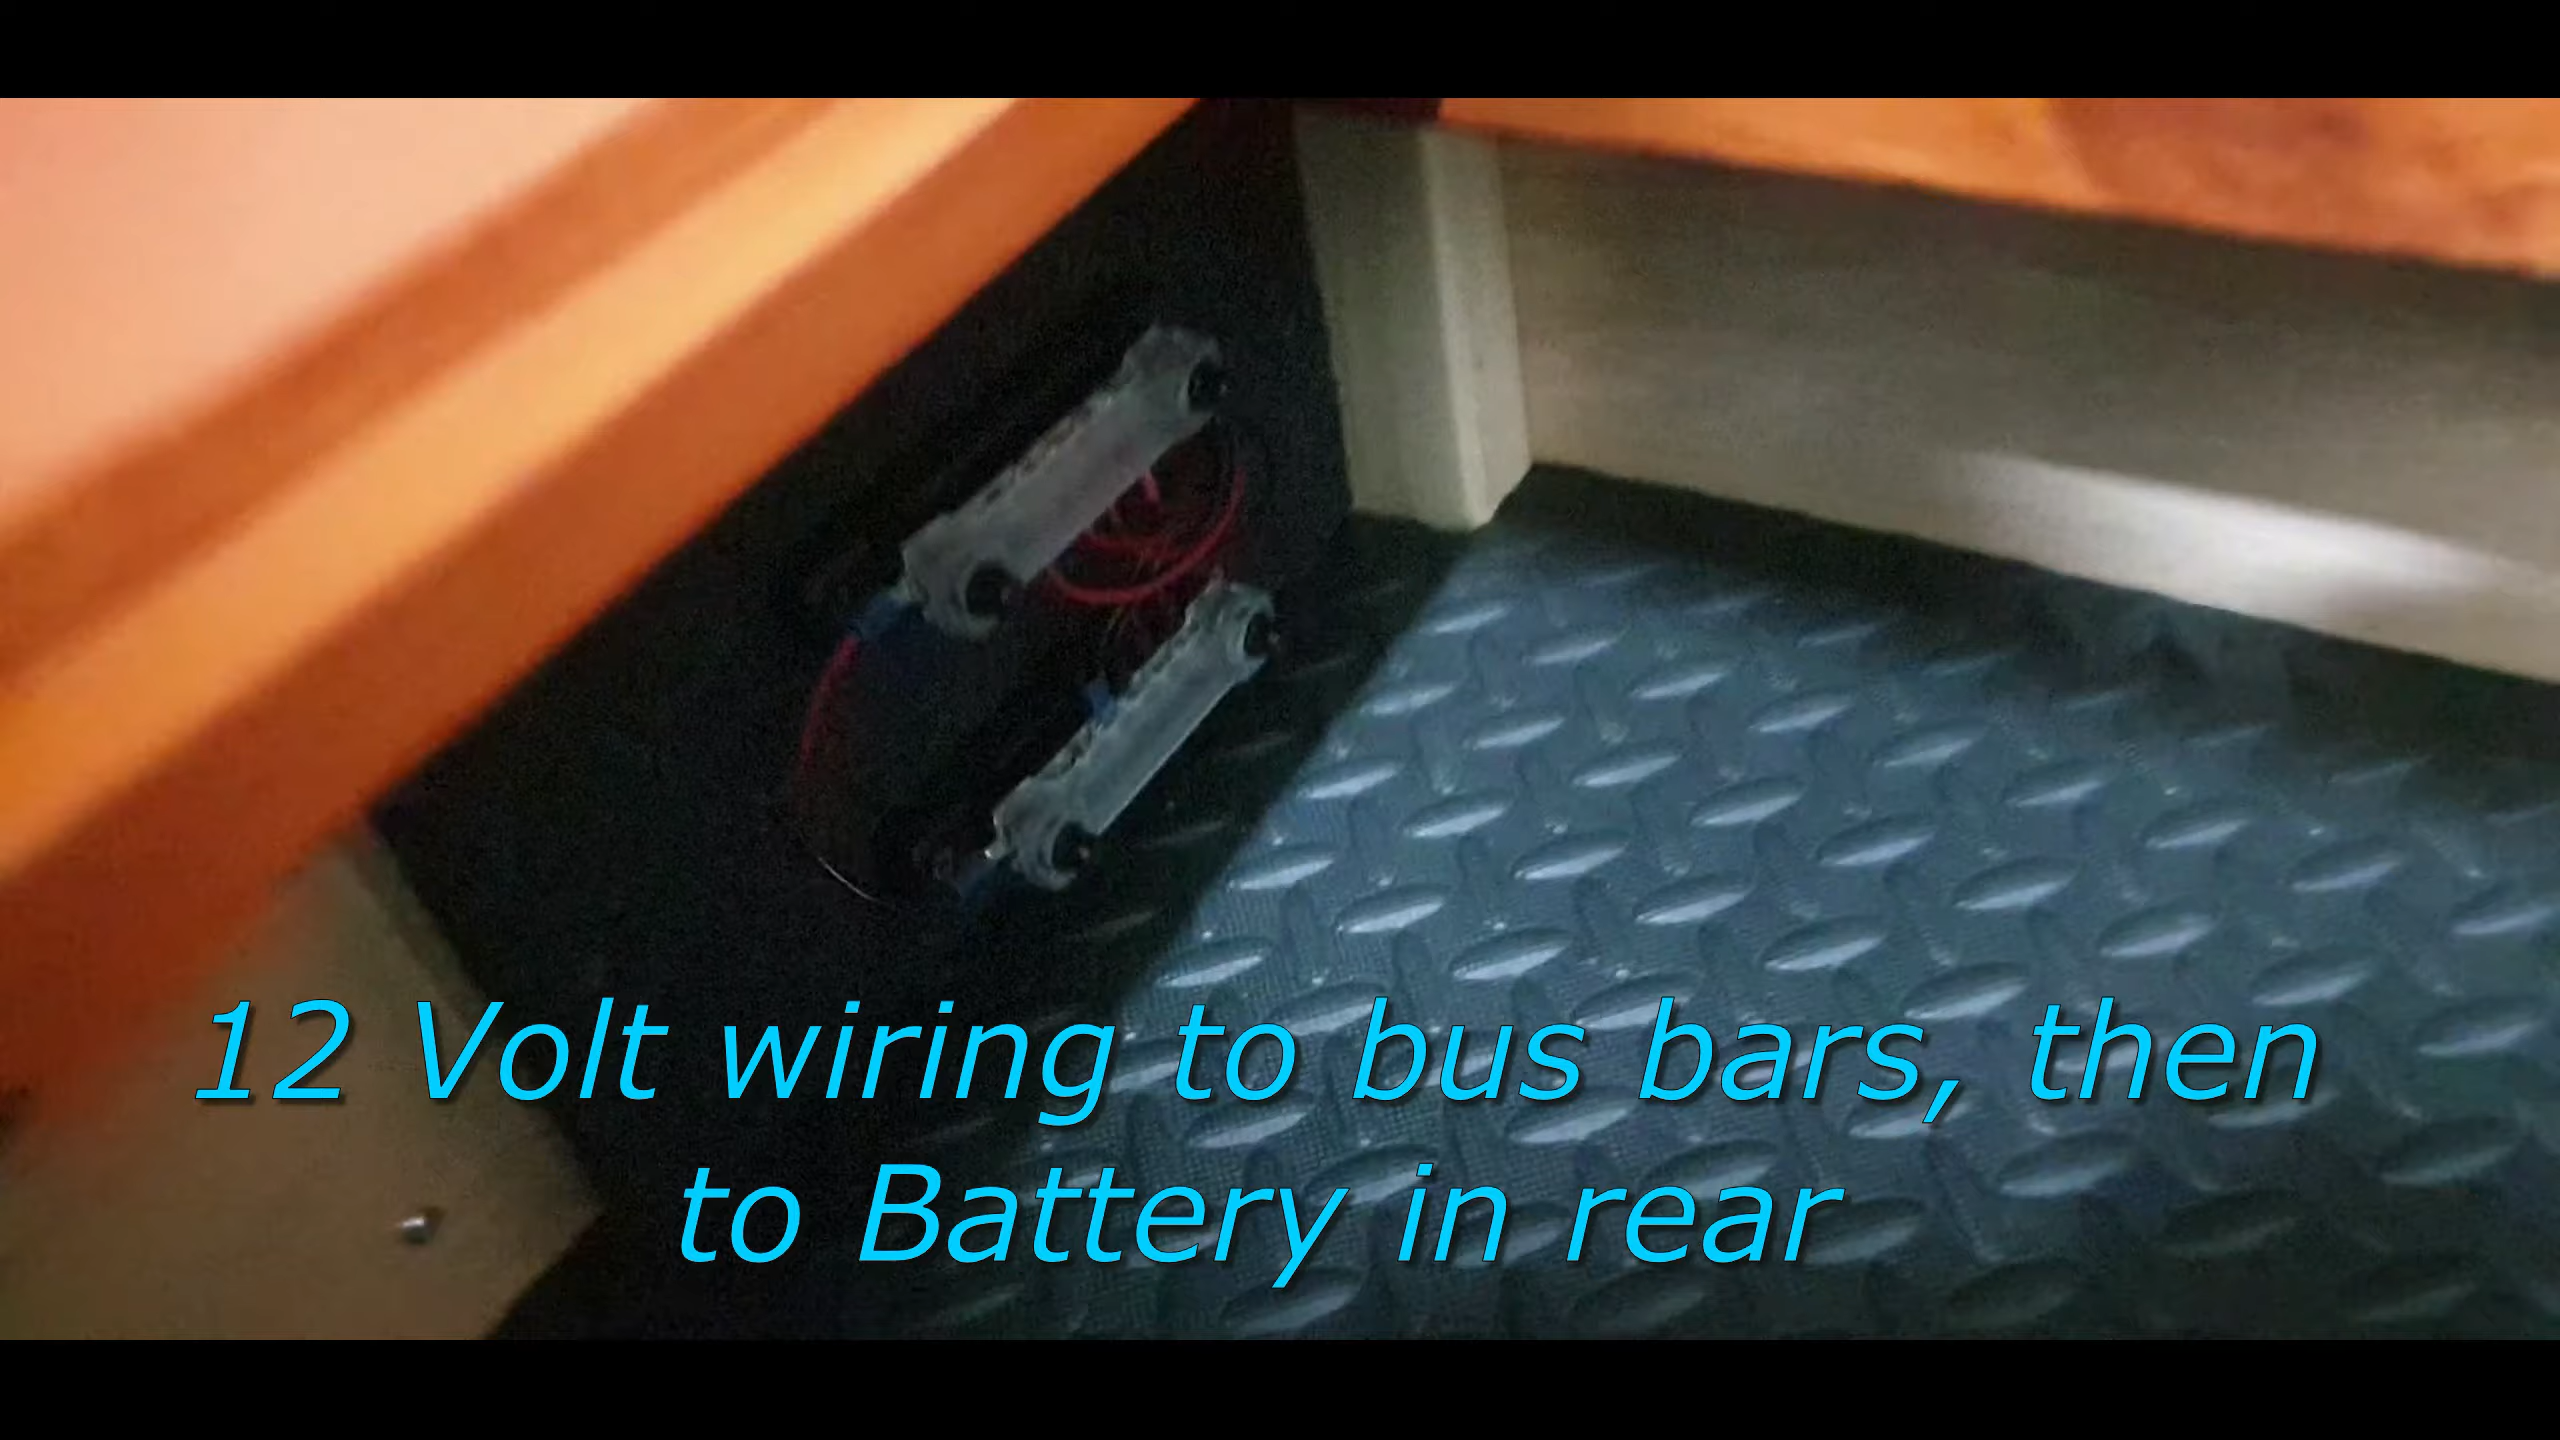 12 Volt wiring to bus bars, then
to Battery in rear